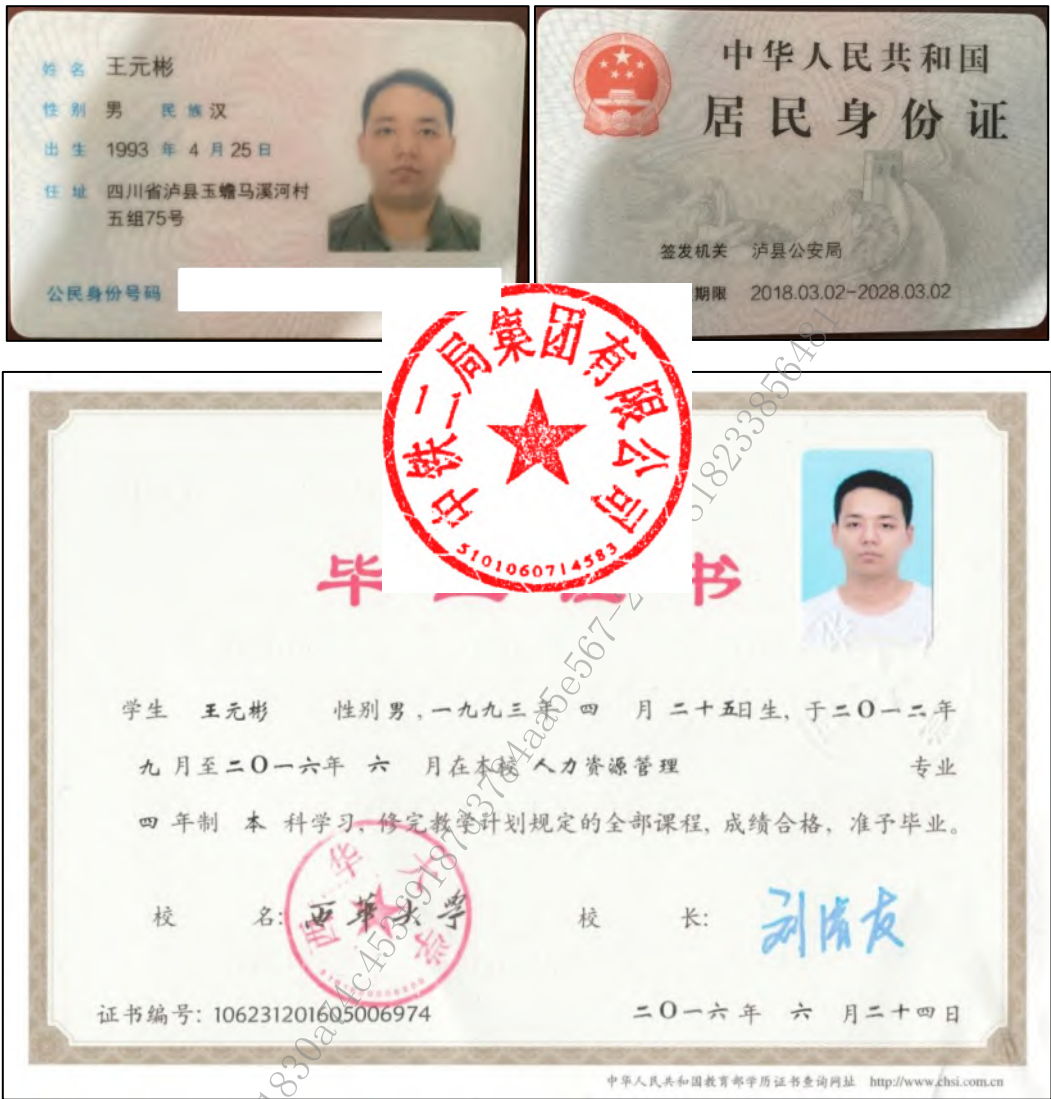 姓名 王元彬
性别 男 民族 汉
出生 1993 年 4 月 25 日
住址 四川省泸县玉蟾马溪河村
五组75号
公民身份号码
中华人民共和国
居民身份证
签发机关 泸县公安局
期限 2018.03.02-2028.03.02
中铁二局集团有限公司
5101060714583
毕 书
学生 王元彬 性别 男 , 一九九三 年 四 月 二十五日生, 于二〇一二年
九 月至二〇一六年 六 月在本校 人力资源管理 专业
四 年制 本 科学习, 修完教学计划规定的全部课程, 成绩合格, 准予毕业。
校 名: 西華大学 校 长: 刘清友
西华大学
证书编号: 106231201605006974 二〇一六 年 六 月二十四日
中华人民共和国教育部学历证书查询网址 http://www.chsi.com.cn